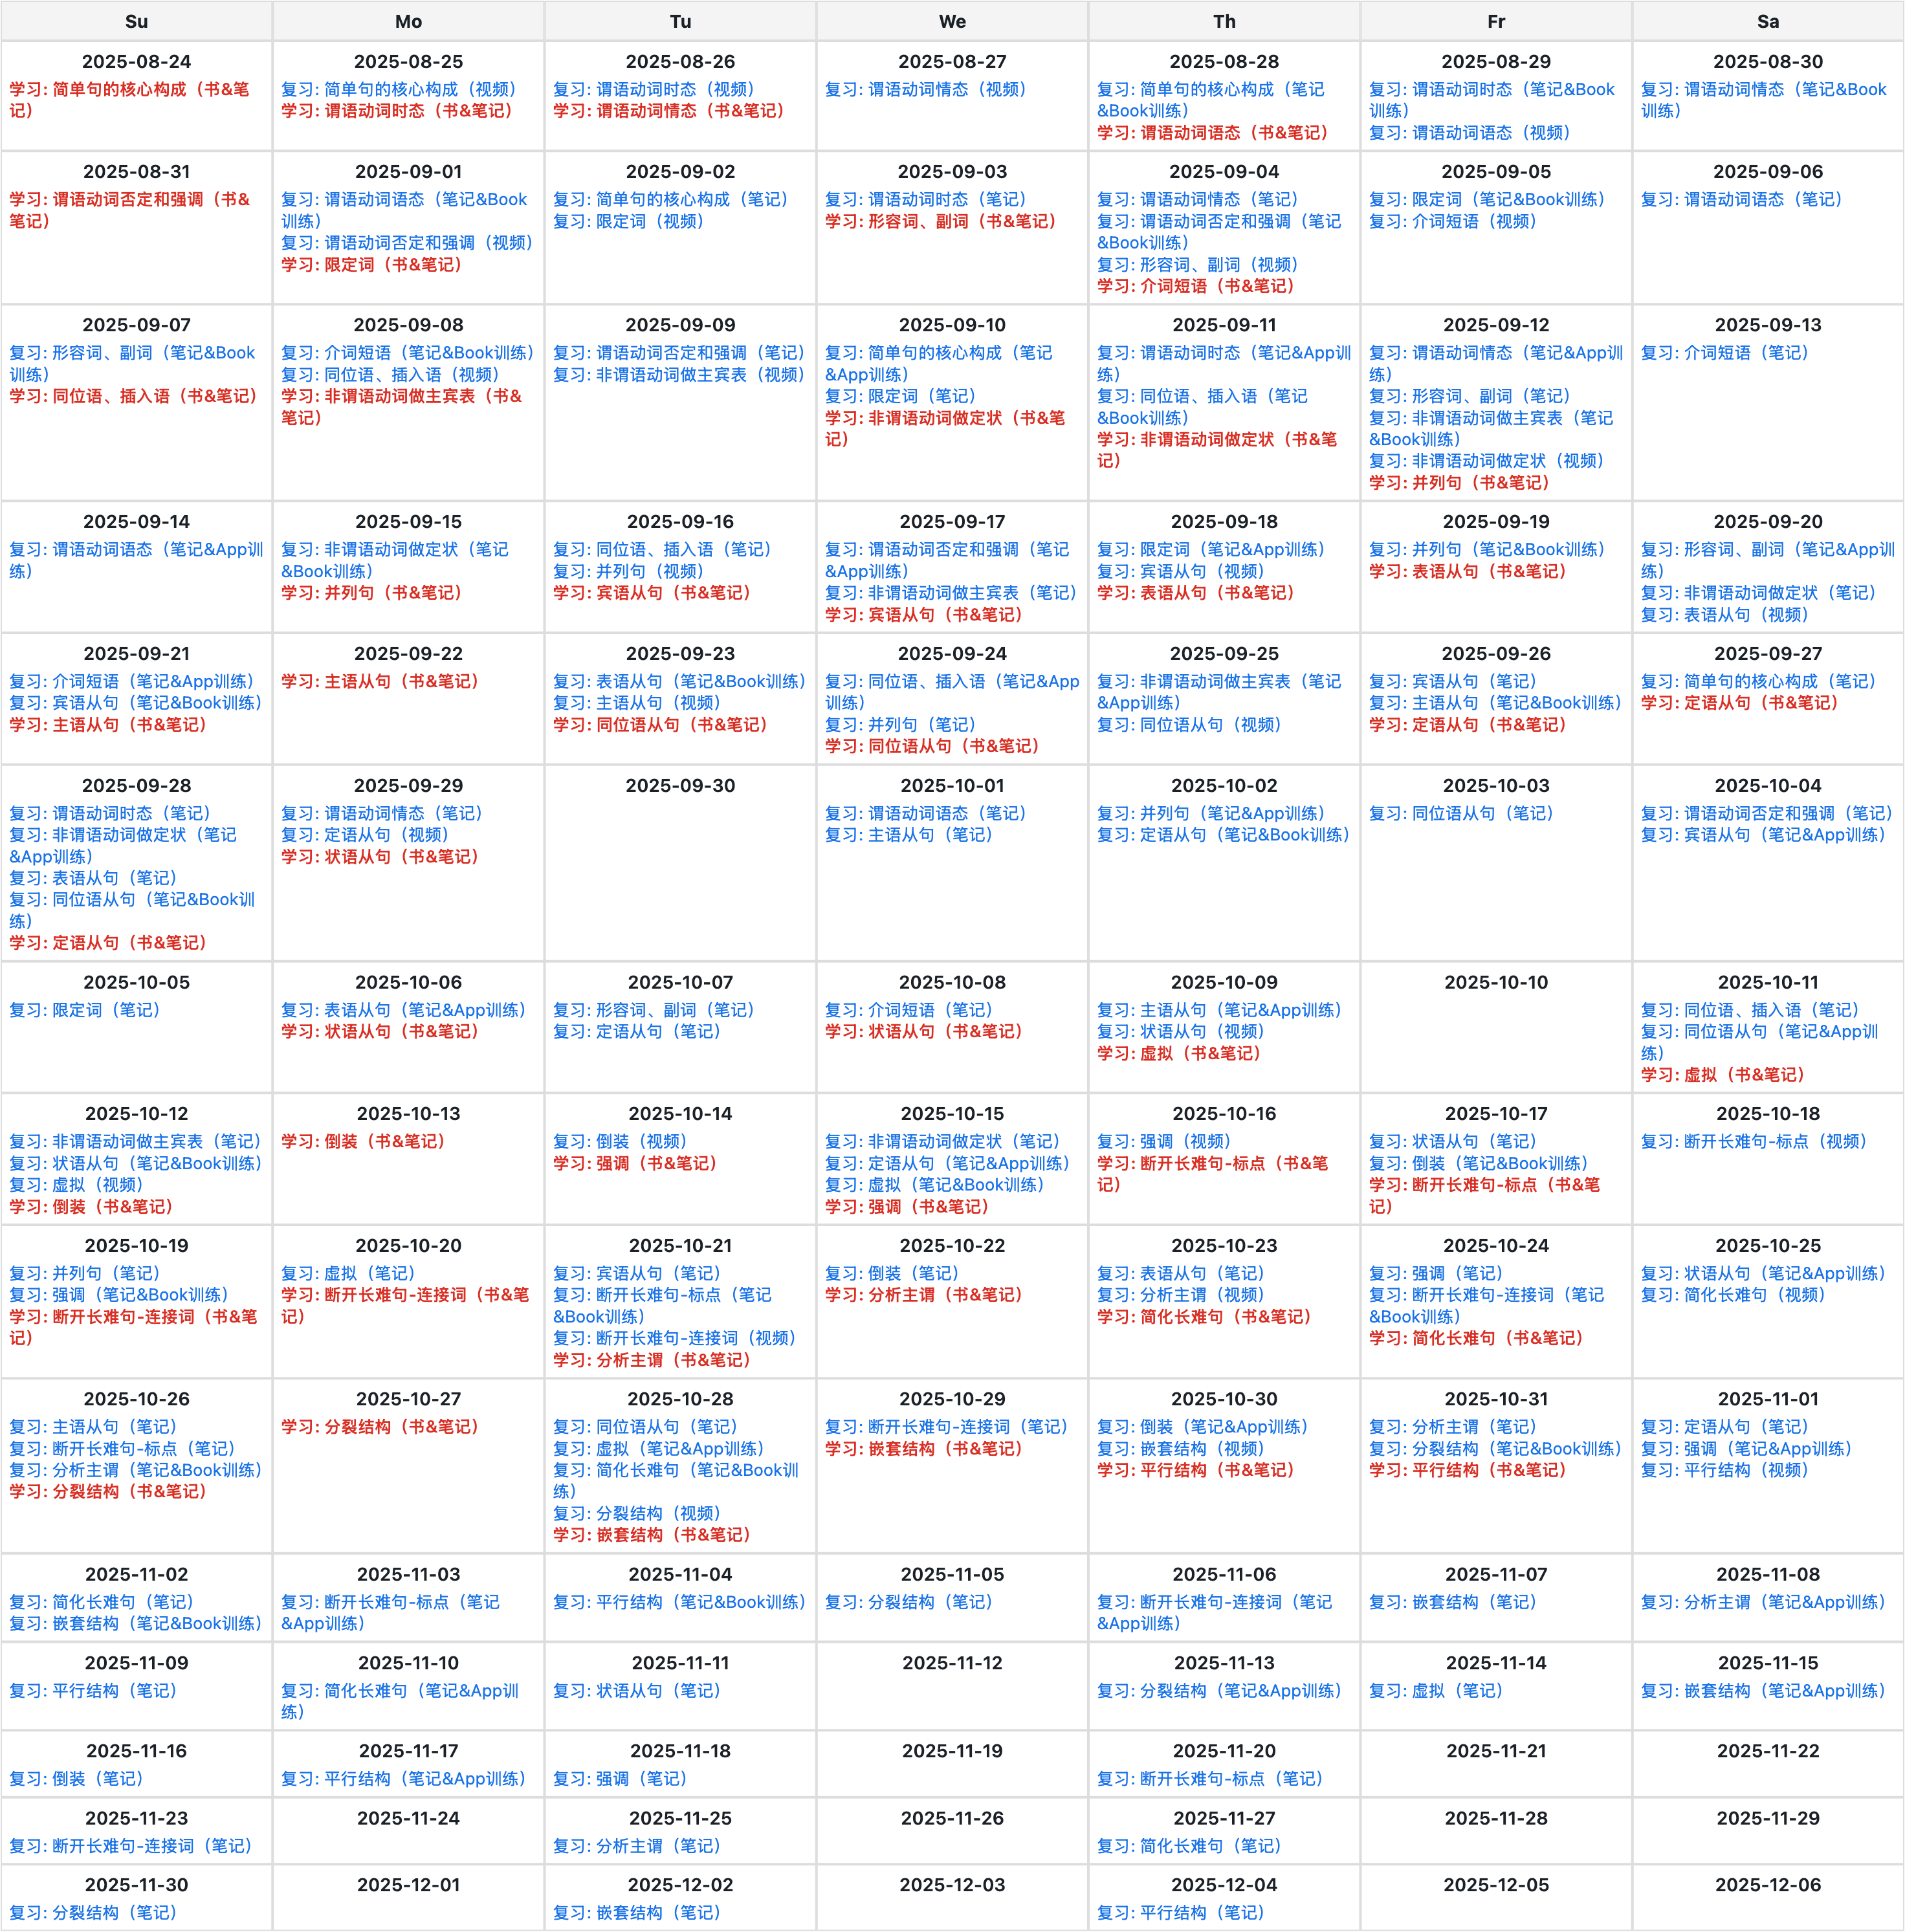 Su Mo Tu We Th Fr Sa
2025-08-24
学习: 简单句的核心构成（书&笔
记）
2025-08-25
复习: 简单句的核心构成（视频）
学习: 谓语动词时态（书&笔记）
2025-08-26
复习: 谓语动词时态（视频）
学习: 谓语动词情态（书&笔记）
2025-08-27
复习: 谓语动词情态（视频）
2025-08-28
复习: 简单句的核心构成（笔记
&Book训练）
学习: 谓语动词语态（书&笔记）
2025-08-29
复习: 谓语动词时态（笔记&Book
训练）
复习: 谓语动词语态（视频）
2025-08-30
复习: 谓语动词情态（笔记&Book
训练）
2025-08-31
学习: 谓语动词否定和强调（书&
笔记）
2025-09-01
复习: 谓语动词语态（笔记&Book
训练）
复习: 谓语动词否定和强调（视频）
学习: 限定词（书&笔记）
2025-09-02
复习: 简单句的核心构成（笔记）
复习: 限定词（视频）
2025-09-03
复习: 谓语动词时态（笔记）
学习: 形容词、副词（书&笔记）
2025-09-04
复习: 谓语动词情态（笔记）
复习: 谓语动词否定和强调（笔记
&Book训练）
复习: 形容词、副词（视频）
学习: 介词短语（书&笔记）
2025-09-05
复习: 限定词（笔记&Book训练）
复习: 介词短语（视频）
2025-09-06
复习: 谓语动词语态（笔记）
2025-09-07
复习: 形容词、副词（笔记&Book
训练）
学习: 同位语、插入语（书&笔记）
2025-09-08
复习: 介词短语（笔记&Book训练）
复习: 同位语、插入语（视频）
学习: 非谓语动词做主宾表（书&
笔记）
2025-09-09
复习: 谓语动词否定和强调（笔记）
复习: 非谓语动词做主宾表（视频）
2025-09-10
复习: 简单句的核心构成（笔记
&App训练）
复习: 限定词（笔记）
学习: 非谓语动词做定状（书&笔
记）
2025-09-11
复习: 谓语动词时态（笔记&App训
练）
复习: 同位语、插入语（笔记
&Book训练）
学习: 非谓语动词做定状（书&笔
记）
2025-09-12
复习: 谓语动词情态（笔记&App训
练）
复习: 形容词、副词（笔记）
复习: 非谓语动词做主宾表（笔记
&Book训练）
复习: 非谓语动词做定状（视频）
学习: 并列句（书&笔记）
2025-09-13
复习: 介词短语（笔记）
2025-09-14
复习: 谓语动词语态（笔记&App训
练）
2025-09-15
复习: 非谓语动词做定状（笔记
&Book训练）
学习: 并列句（书&笔记）
2025-09-16
复习: 同位语、插入语（笔记）
复习: 并列句（视频）
学习: 宾语从句（书&笔记）
2025-09-17
复习: 谓语动词否定和强调（笔记
&App训练）
复习: 非谓语动词做主宾表（笔记）
学习: 宾语从句（书&笔记）
2025-09-18
复习: 限定词（笔记&App训练）
复习: 宾语从句（视频）
学习: 表语从句（书&笔记）
2025-09-19
复习: 并列句（笔记&Book训练）
学习: 表语从句（书&笔记）
2025-09-20
复习: 形容词、副词（笔记&App训
练）
复习: 非谓语动词做定状（笔记）
复习: 表语从句（视频）
2025-09-21
复习: 介词短语（笔记&App训练）
复习: 宾语从句（笔记&Book训练）
学习: 主语从句（书&笔记）
2025-09-22
学习: 主语从句（书&笔记）
2025-09-23
复习: 表语从句（笔记&Book训练）
复习: 主语从句（视频）
学习: 同位语从句（书&笔记）
2025-09-24
复习: 同位语、插入语（笔记&App
训练）
复习: 并列句（笔记）
学习: 同位语从句（书&笔记）
2025-09-25
复习: 非谓语动词做主宾表（笔记
&App训练）
复习: 同位语从句（视频）
2025-09-26
复习: 宾语从句（笔记）
复习: 主语从句（笔记&Book训练）
学习: 定语从句（书&笔记）
2025-09-27
复习: 简单句的核心构成（笔记）
学习: 定语从句（书&笔记）
2025-09-28
复习: 谓语动词时态（笔记）
复习: 非谓语动词做定状（笔记
&App训练）
复习: 表语从句（笔记）
复习: 同位语从句（笔记&Book训
练）
学习: 定语从句（书&笔记）
2025-09-29
复习: 谓语动词情态（笔记）
复习: 定语从句（视频）
学习: 状语从句（书&笔记）
2025-09-30
2025-10-01
复习: 谓语动词语态（笔记）
复习: 主语从句（笔记）
2025-10-02
复习: 并列句（笔记&App训练）
复习: 定语从句（笔记&Book训练）
2025-10-03
复习: 同位语从句（笔记）
2025-10-04
复习: 谓语动词否定和强调（笔记）
复习: 宾语从句（笔记&App训练）
2025-10-05
复习: 限定词（笔记）
2025-10-06
复习: 表语从句（笔记&App训练）
学习: 状语从句（书&笔记）
2025-10-07
复习: 形容词、副词（笔记）
复习: 定语从句（笔记）
2025-10-08
复习: 介词短语（笔记）
学习: 状语从句（书&笔记）
2025-10-09
复习: 主语从句（笔记&App训练）
复习: 状语从句（视频）
学习: 虚拟（书&笔记）
2025-10-10
2025-10-11
复习: 同位语、插入语（笔记）
复习: 同位语从句（笔记&App训
练）
学习: 虚拟（书&笔记）
2025-10-12
复习: 非谓语动词做主宾表（笔记）
复习: 状语从句（笔记&Book训练）
复习: 虚拟（视频）
学习: 倒装（书&笔记）
2025-10-13
学习: 倒装（书&笔记）
2025-10-14
复习: 倒装（视频）
学习: 强调（书&笔记）
2025-10-15
复习: 非谓语动词做定状（笔记）
复习: 定语从句（笔记&App训练）
复习: 虚拟（笔记&Book训练）
学习: 强调（书&笔记）
2025-10-16
复习: 强调（视频）
学习: 断开长难句-标点（书&笔
记）
2025-10-17
复习: 状语从句（笔记）
复习: 倒装（笔记&Book训练）
学习: 断开长难句-标点（书&笔
记）
2025-10-18
复习: 断开长难句-标点（视频）
2025-10-19
复习: 并列句（笔记）
复习: 强调（笔记&Book训练）
学习: 断开长难句-连接词（书&笔
记）
2025-10-20
复习: 虚拟（笔记）
学习: 断开长难句-连接词（书&笔
记）
2025-10-21
复习: 宾语从句（笔记）
复习: 断开长难句-标点（笔记
&Book训练）
复习: 断开长难句-连接词（视频）
学习: 分析主谓（书&笔记）
2025-10-22
复习: 倒装（笔记）
学习: 分析主谓（书&笔记）
2025-10-23
复习: 表语从句（笔记）
复习: 分析主谓（视频）
学习: 简化长难句（书&笔记）
2025-10-24
复习: 强调（笔记）
复习: 断开长难句-连接词（笔记
&Book训练）
学习: 简化长难句（书&笔记）
2025-10-25
复习: 状语从句（笔记&App训练）
复习: 简化长难句（视频）
2025-10-26
复习: 主语从句（笔记）
复习: 断开长难句-标点（笔记）
复习: 分析主谓（笔记&Book训练）
学习: 分裂结构（书&笔记）
2025-10-27
学习: 分裂结构（书&笔记）
2025-10-28
复习: 同位语从句（笔记）
复习: 虚拟（笔记&App训练）
复习: 简化长难句（笔记&Book训
练）
复习: 分裂结构（视频）
学习: 嵌套结构（书&笔记）
2025-10-29
复习: 断开长难句-连接词（笔记）
学习: 嵌套结构（书&笔记）
2025-10-30
复习: 倒装（笔记&App训练）
复习: 嵌套结构（视频）
学习: 平行结构（书&笔记）
2025-10-31
复习: 分析主谓（笔记）
复习: 分裂结构（笔记&Book训练）
学习: 平行结构（书&笔记）
2025-11-01
复习: 定语从句（笔记）
复习: 强调（笔记&App训练）
复习: 平行结构（视频）
2025-11-02
复习: 简化长难句（笔记）
复习: 嵌套结构（笔记&Book训练）
2025-11-03
复习: 断开长难句-标点（笔记
&App训练）
2025-11-04
复习: 平行结构（笔记&Book训练）
2025-11-05
复习: 分裂结构（笔记）
2025-11-06
复习: 断开长难句-连接词（笔记
&App训练）
2025-11-07
复习: 嵌套结构（笔记）
2025-11-08
复习: 分析主谓（笔记&App训练）
2025-11-09
复习: 平行结构（笔记）
2025-11-10
复习: 简化长难句（笔记&App训
练）
2025-11-11
复习: 状语从句（笔记）
2025-11-12
2025-11-13
复习: 分裂结构（笔记&App训练）
2025-11-14
复习: 虚拟（笔记）
2025-11-15
复习: 嵌套结构（笔记&App训练）
2025-11-16
复习: 倒装（笔记）
2025-11-17
复习: 平行结构（笔记&App训练）
2025-11-18
复习: 强调（笔记）
2025-11-19
2025-11-20
复习: 断开长难句-标点（笔记）
2025-11-21
2025-11-22
2025-11-23
复习: 断开长难句-连接词（笔记）
2025-11-24
2025-11-25
复习: 分析主谓（笔记）
2025-11-26
2025-11-27
复习: 简化长难句（笔记）
2025-11-28
2025-11-29
2025-11-30
复习: 分裂结构（笔记）
2025-12-01
2025-12-02
复习: 嵌套结构（笔记）
2025-12-03
2025-12-04
复习: 平行结构（笔记）
2025-12-05
2025-12-06